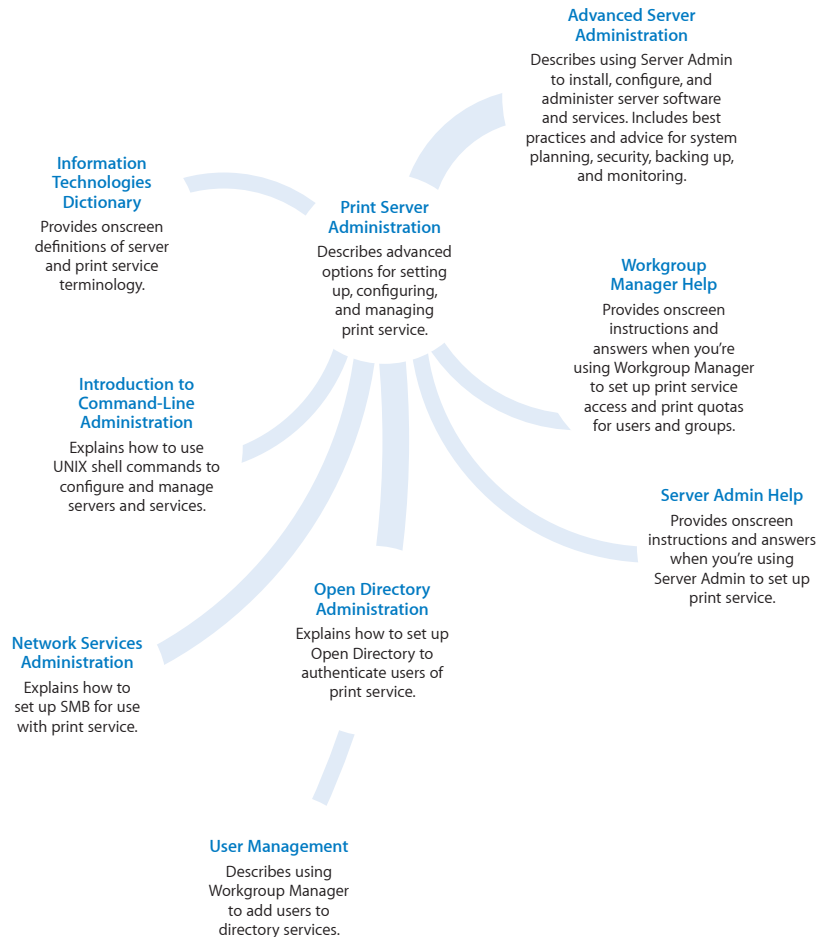 Advanced Server
Administration
Describes using Server Admin
to install, configure, and
administer server software
and services. Includes best
practices and advice for system
planning, security, backing up,
and monitoring.
Information
Technologies
Dictionary
Provides onscreen
definitions of server
and print service
terminology.
Print Server
Administration
Describes advanced
options for setting
up, configuring,
and managing
print service.
Workgroup
Manager Help
Provides onscreen
instructions and
answers when you’re
using Workgroup Manager
to set up print service
access and print quotas
for users and groups.
Introduction to
Command-Line
Administration
Explains how to use
UNIX shell commands to
configure and manage
servers and services.
Server Admin Help
Provides onscreen
instructions and answers
when you’re using
Server Admin to set up
print service.
Open Directory
Administration
Explains how to set up
Open Directory to
authenticate users of
print service.
Network Services
Administration
Explains how to
set up SMB for use
with print service.
User Management
Describes using
Workgroup Manager
to add users to
directory services.